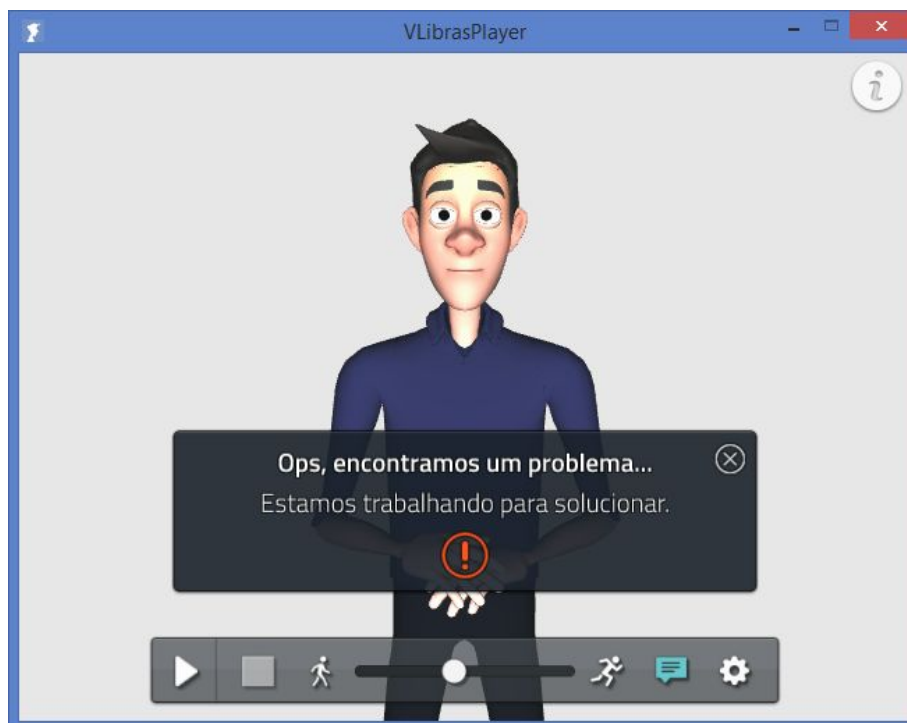 VLibrasPlayer
i
Ops, encontramos um problema...
Estamos trabalhando para solucionar.